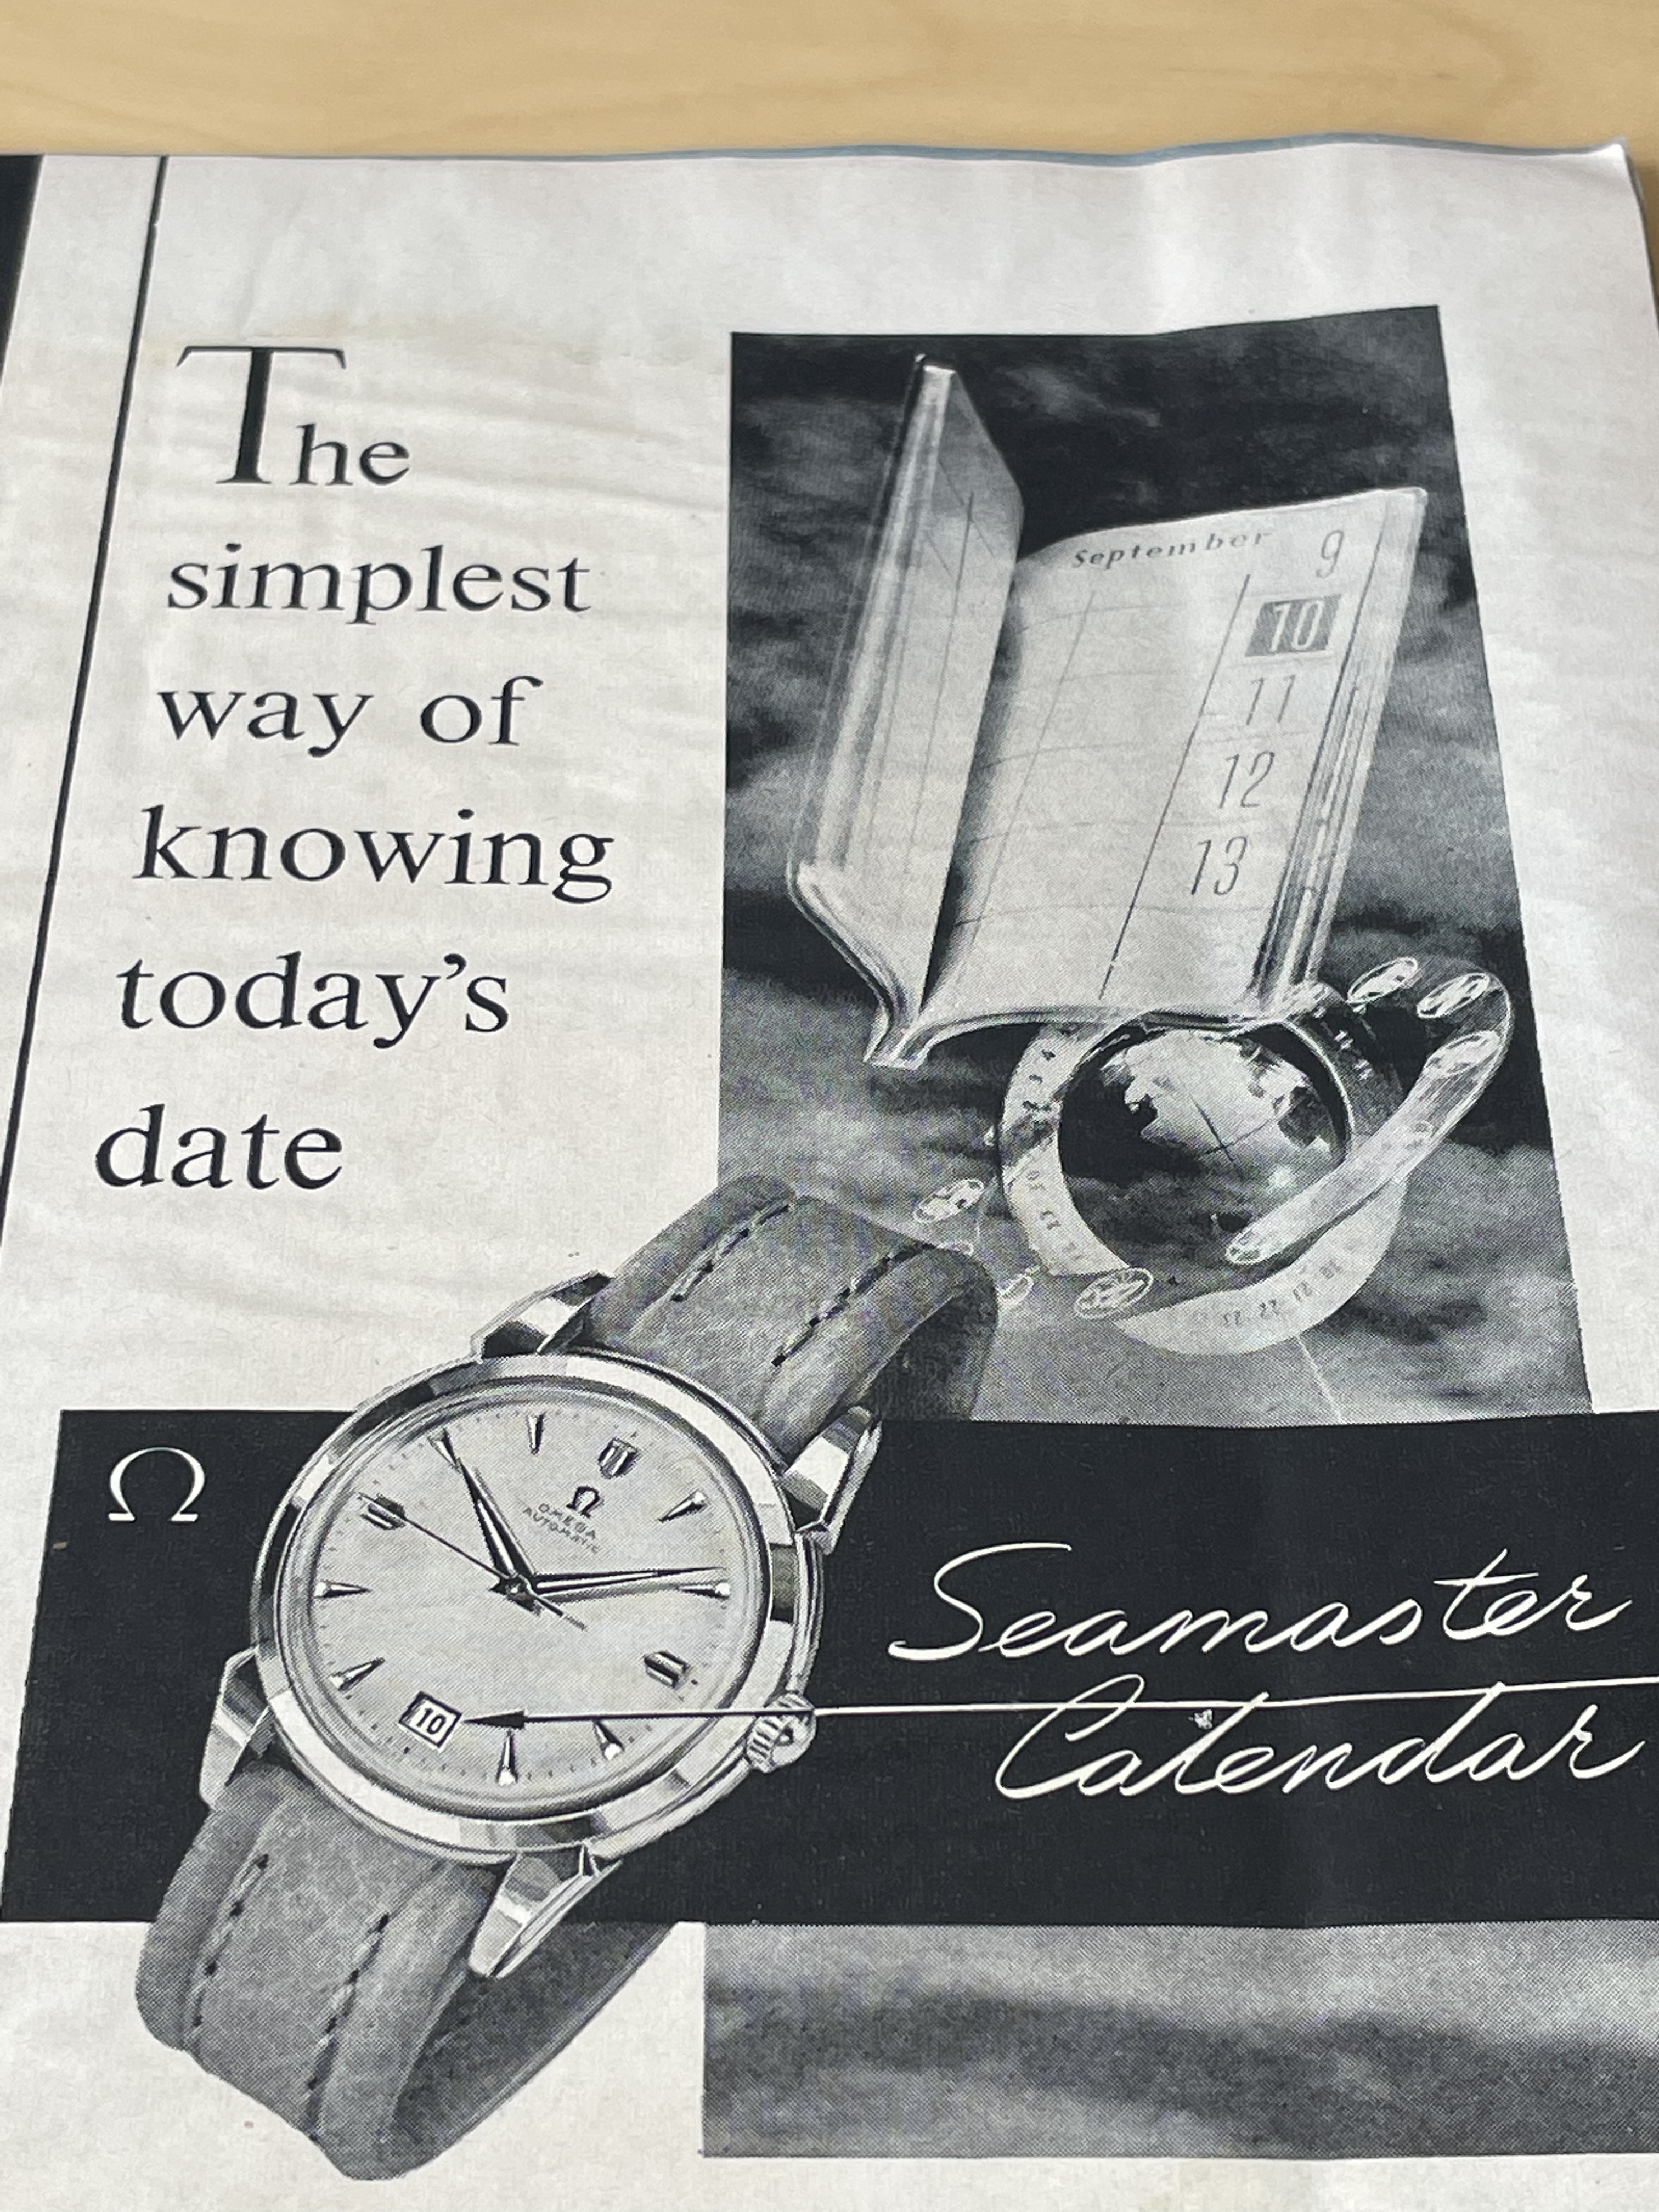 The
simplest
way of
knowing
today's
date
September 9
10
11
12
13
Ω
Ω
OMEGA
AUTOMATIC
10
Seamaster
Calendar